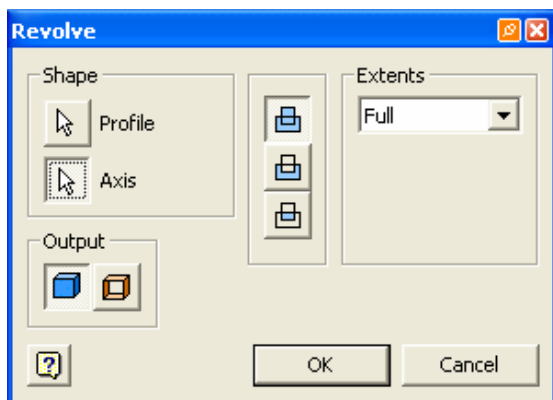 Revolve
Shape
Profile
Axis
Output
Extents
Full
?
OK
Cancel